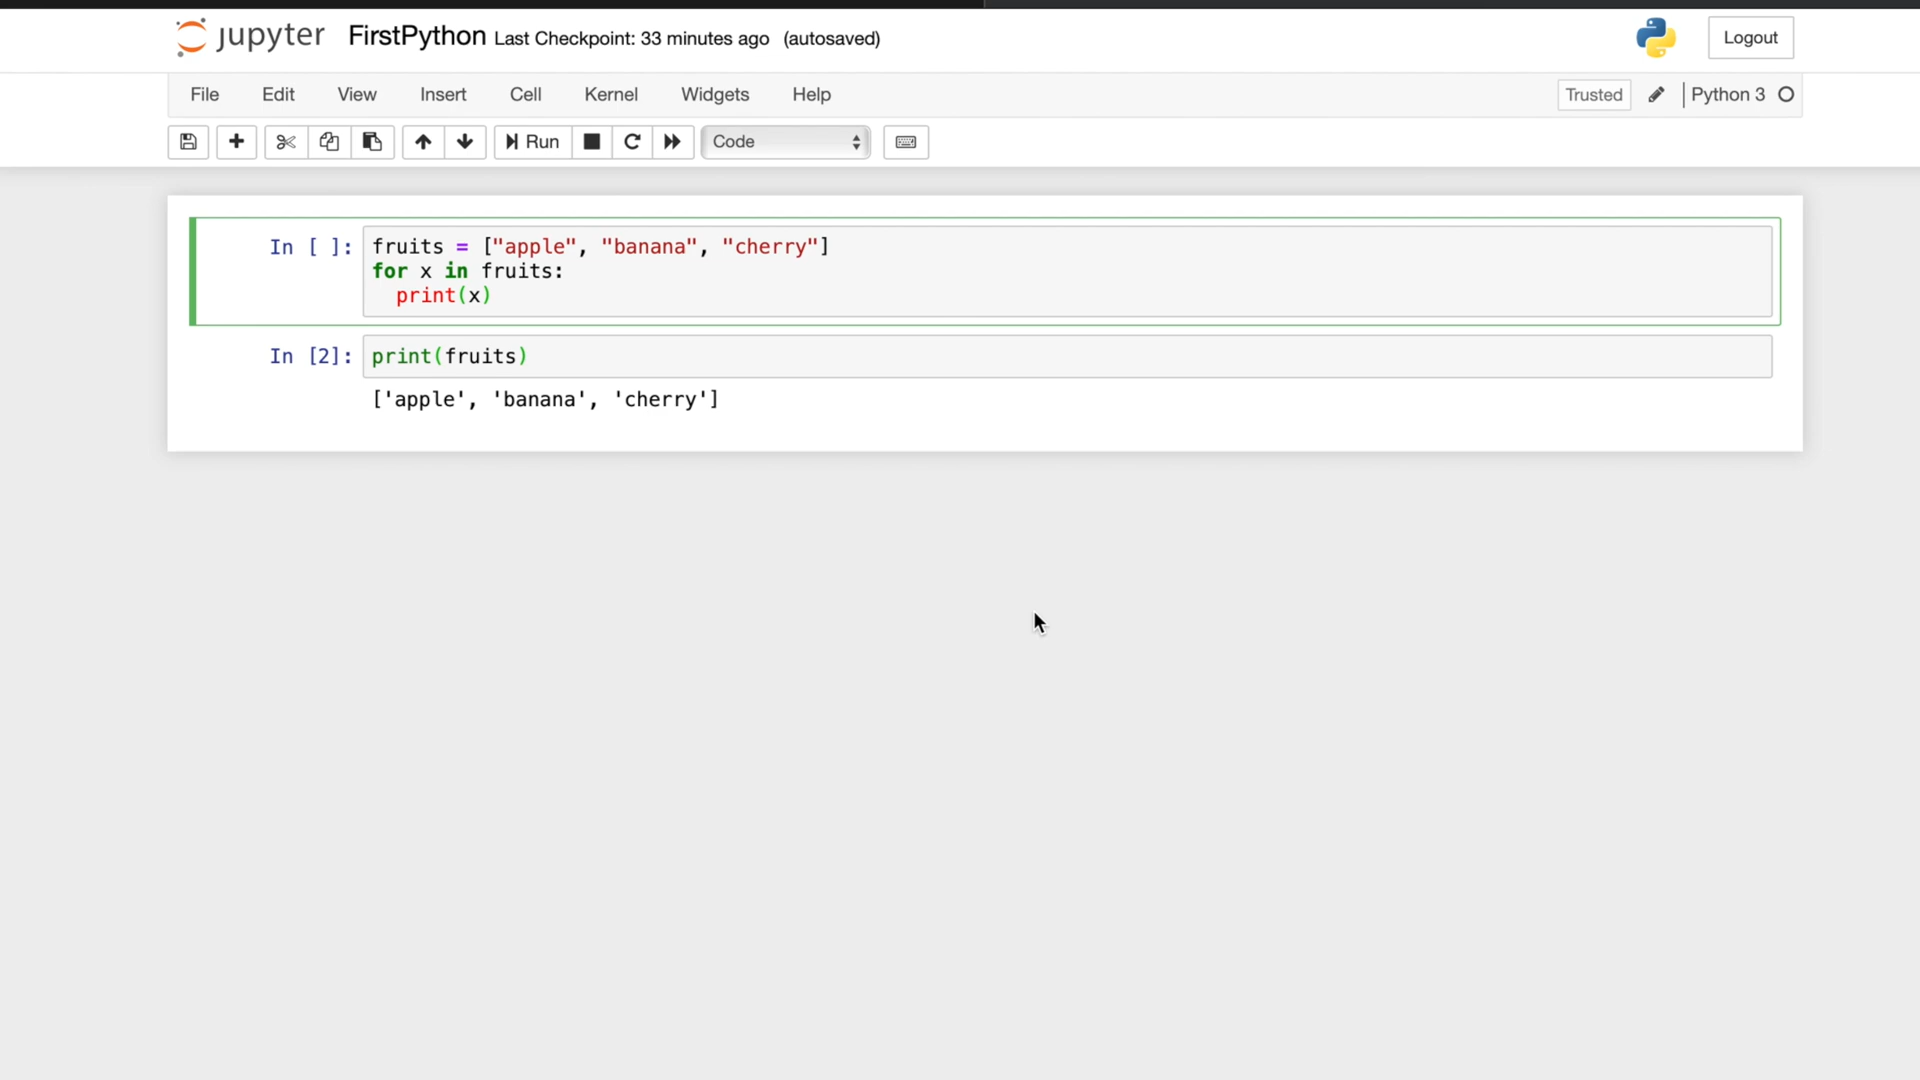 jupyter FirstPython Last Checkpoint: 33 minutes ago (autosaved) Logout
File Edit View Insert Cell Kernel Widgets Help Trusted Python 3
Run Code
In [ ]: fruits = ["apple", "banana", "cherry"]
for x in fruits:
  print(x)
In [2]: print(fruits)
['apple', 'banana', 'cherry']